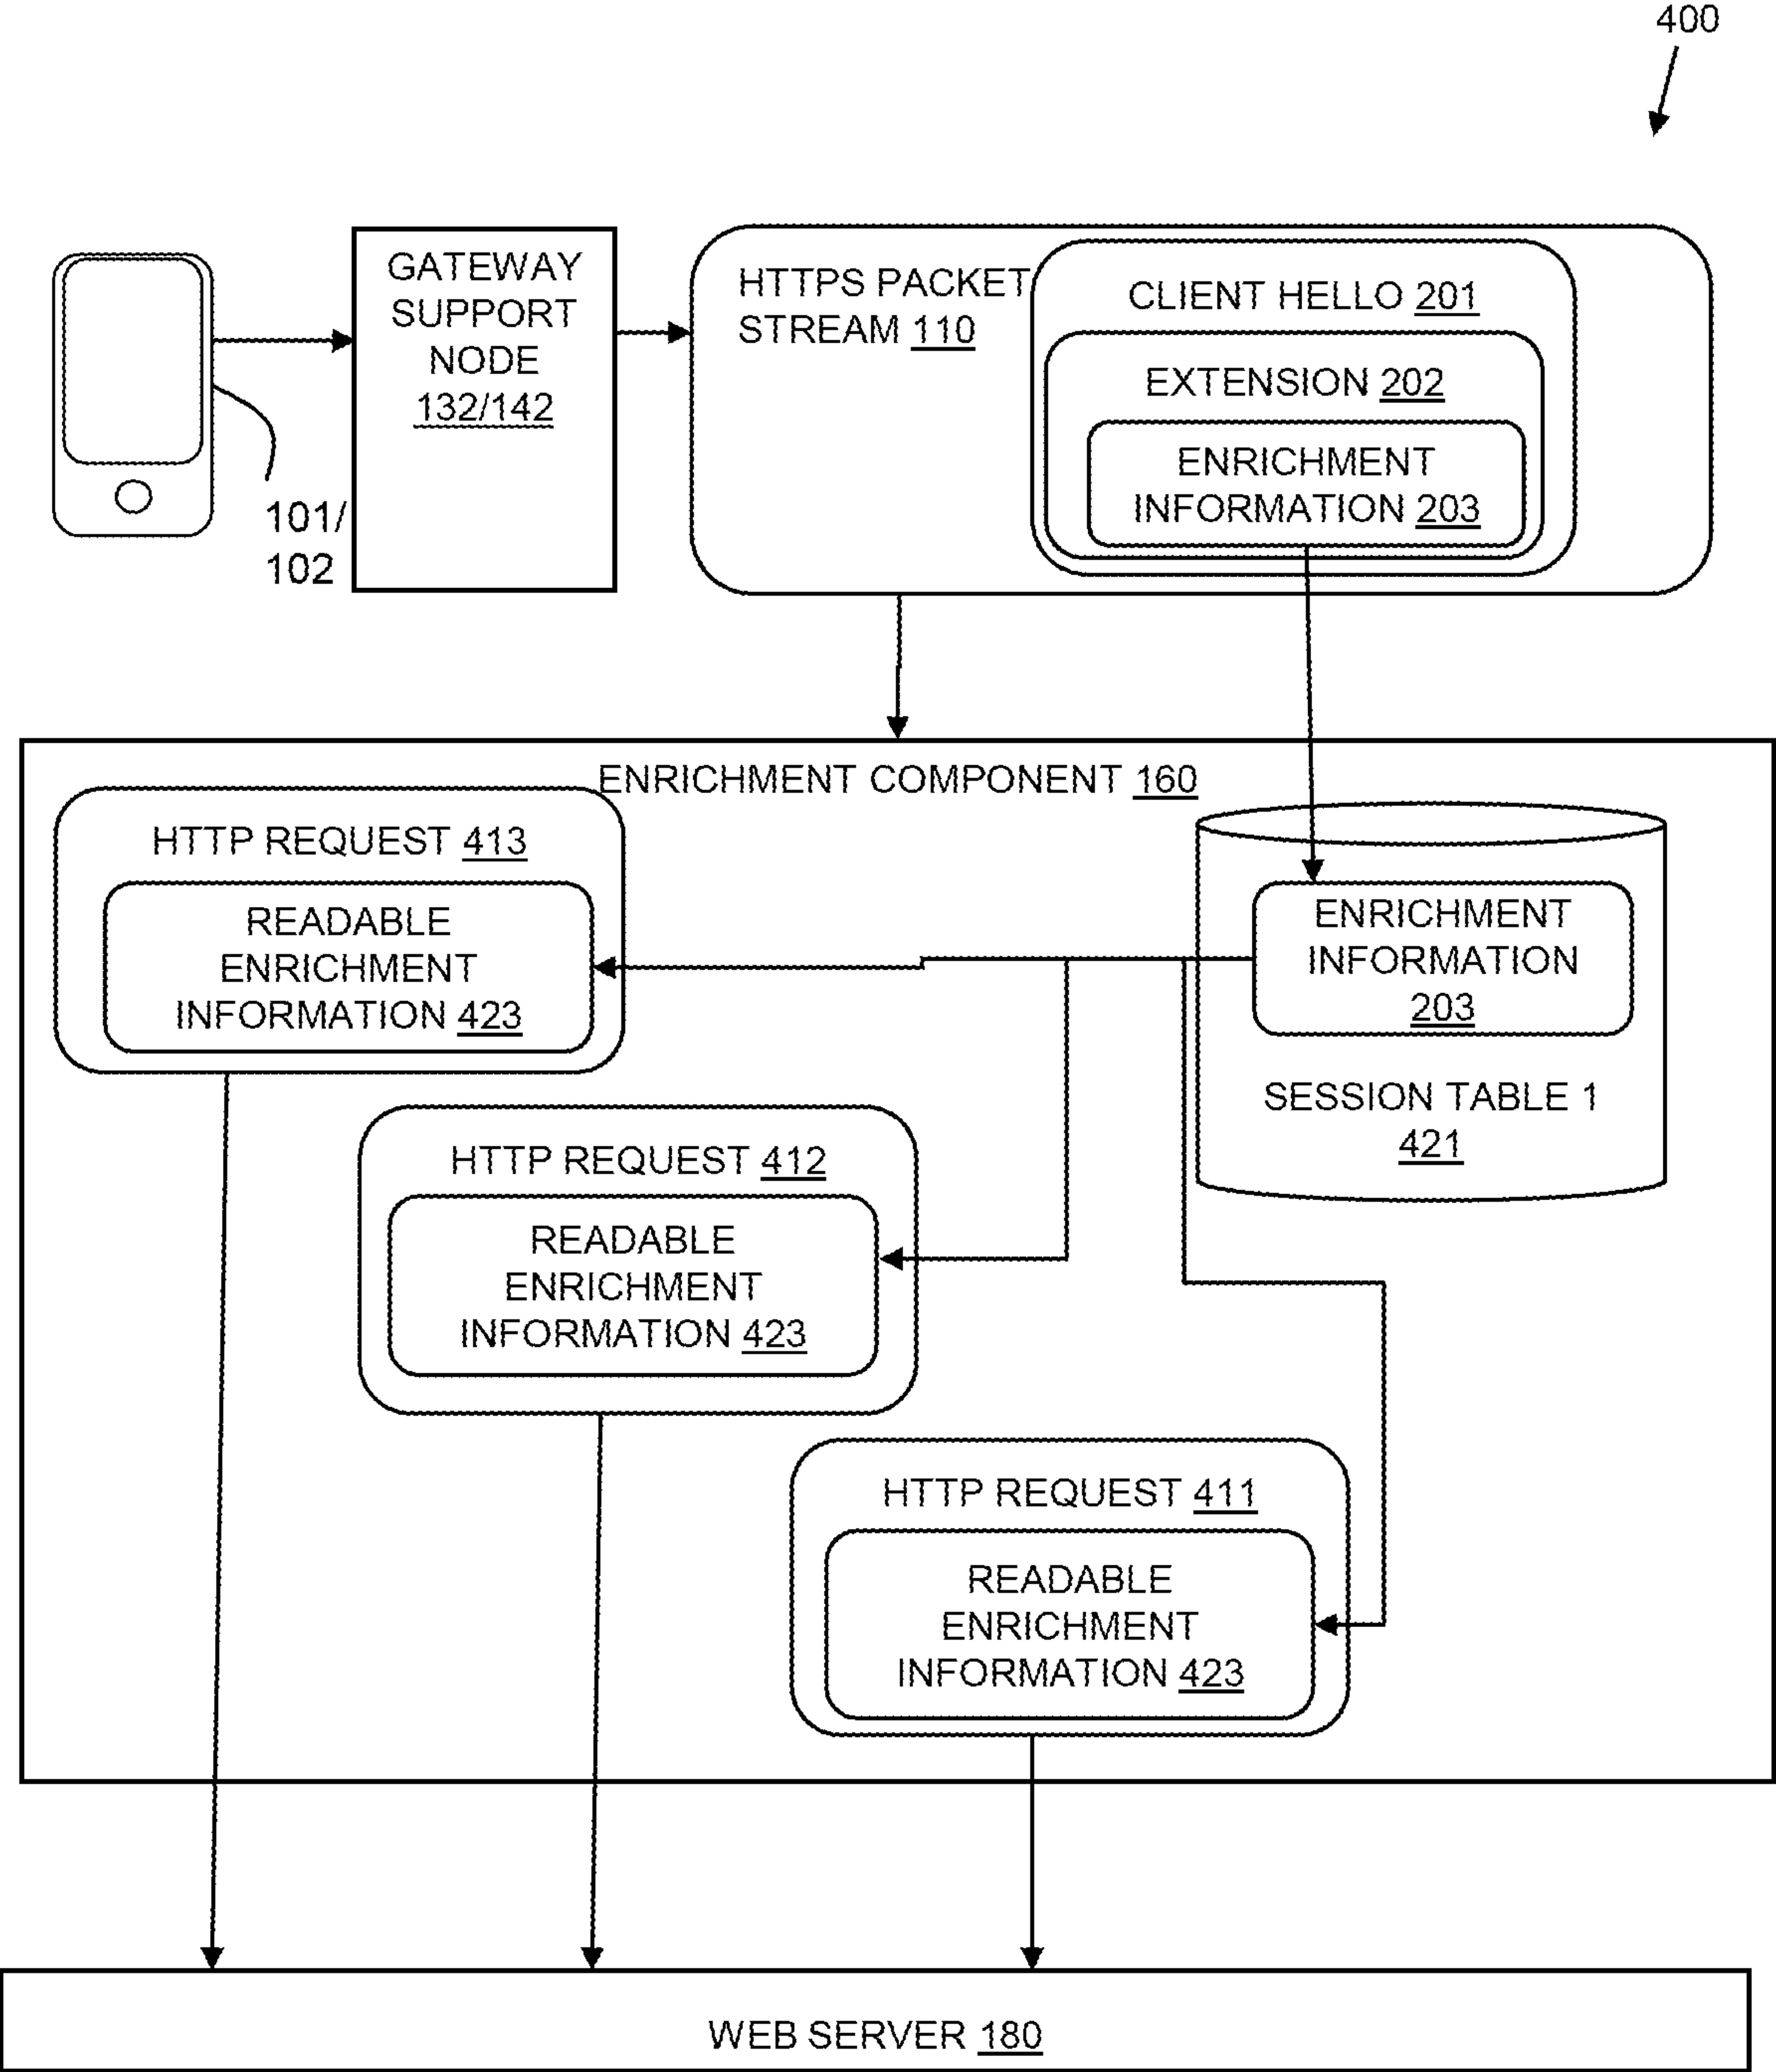 400
GATEWAY
SUPPORT
NODE
132/142
101/
102
HTTPS PACKET
STREAM 110
CLIENT HELLO 201
EXTENSION 202
ENRICHMENT
INFORMATION 203
ENRICHMENT COMPONENT 160
HTTP REQUEST 413
READABLE
ENRICHMENT
INFORMATION 423
ENRICHMENT
INFORMATION
203
SESSION TABLE 1
421
HTTP REQUEST 412
READABLE
ENRICHMENT
INFORMATION 423
HTTP REQUEST 411
READABLE
ENRICHMENT
INFORMATION 423
WEB SERVER 180